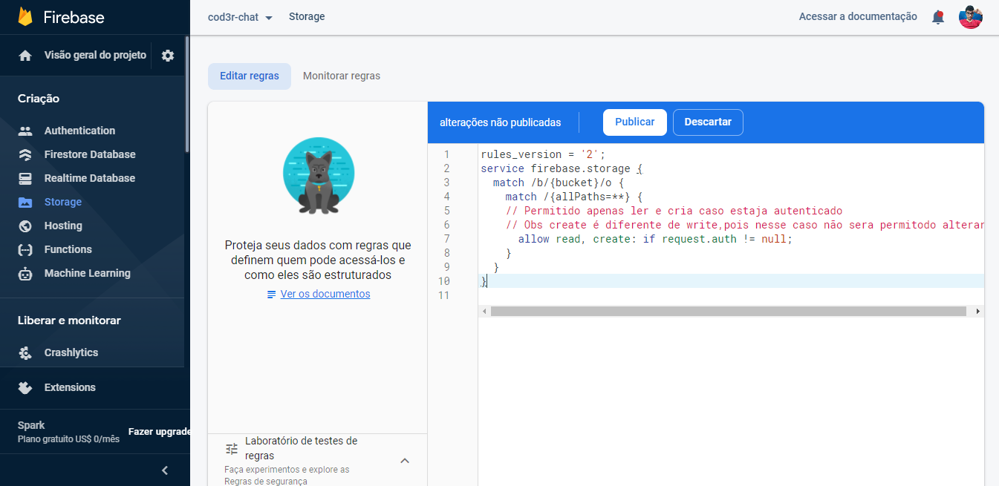 Firebase
cod3r-chat
Storage
Acessar a documentação
Visão geral do projeto
Criação
Authentication
Firestore Database
Realtime Database
Storage
Hosting
Functions
Machine Learning
Liberar e monitorar
Crashlytics
Extensions
Spark
Plano gratuito US$ 0/mês
Fazer upgrade
Editar regras
Monitorar regras
Proteja seus dados com regras que
definem quem pode acessá-los e
como eles são estruturados
Ver os documentos
Laboratório de testes de
regras
Faça experimentos e explore as
Regras de segurança
alterações não publicadas
Publicar
Descartar
1 rules_version = '2';
2 service firebase.storage {
3 match /b/{bucket}/o {
4 match /{allPaths=**} {
5 // Permitido apenas ler e cria caso estaja autenticado
6 // Obs create é diferente de write,pois nesse caso não sera permitodo alterar
7 allow read, create: if request.auth != null;
8 }
9 }
10 }
11